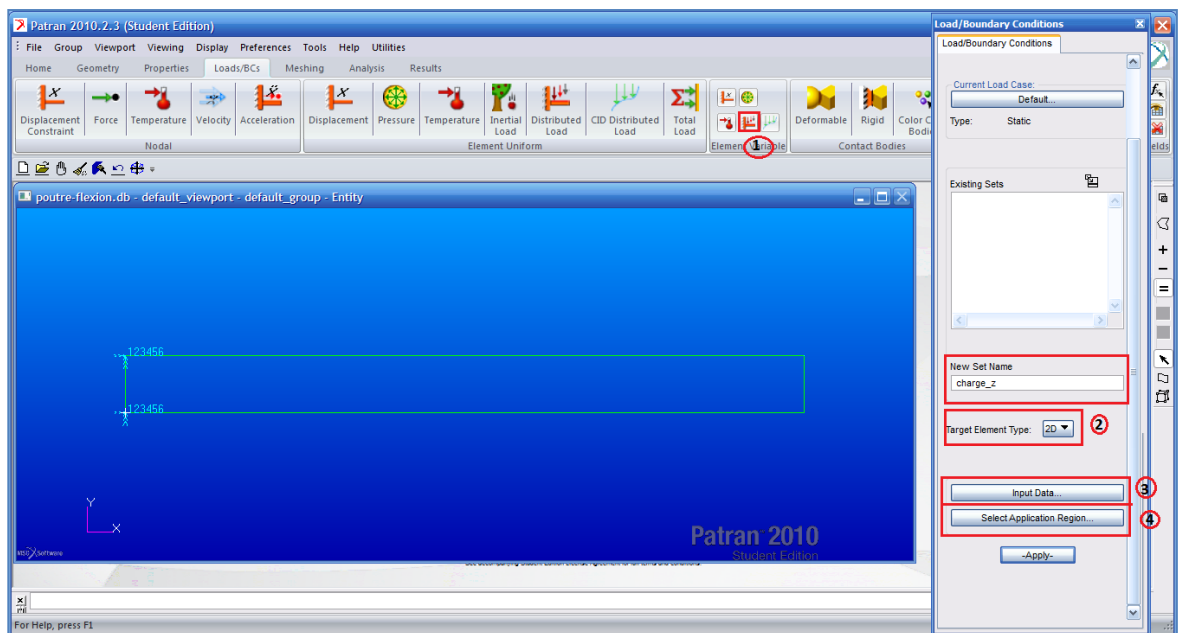 Patran 2010.2.3 (Student Edition)
File Group Viewport Viewing Display Preferences Tools Help Utilities
Home Geometry Properties Loads/BCs Meshing Analysis Results
Displacement Constraint
Force
Temperature
Velocity
Acceleration
Nodal
Displacement
Pressure
Temperature
Inertial Load
Distributed Load
CID Distributed Load
Total Load
Element Uniform
1
Element Variable
Deformable
Rigid
Contact Bodies
poutre-flexion.db - default_viewport - default_group - Entity
123456
123456
Y
X
MSC Software
Patran 2010
Student Edition
For Help, press F1
Load/Boundary Conditions
Load/Boundary Conditions
Current Load Case:
Default...
Type: Static
Existing Sets
New Set Name
charge_z
Target Element Type: 2D
2
Input Data...
3
Select Application Region...
4
-Apply-